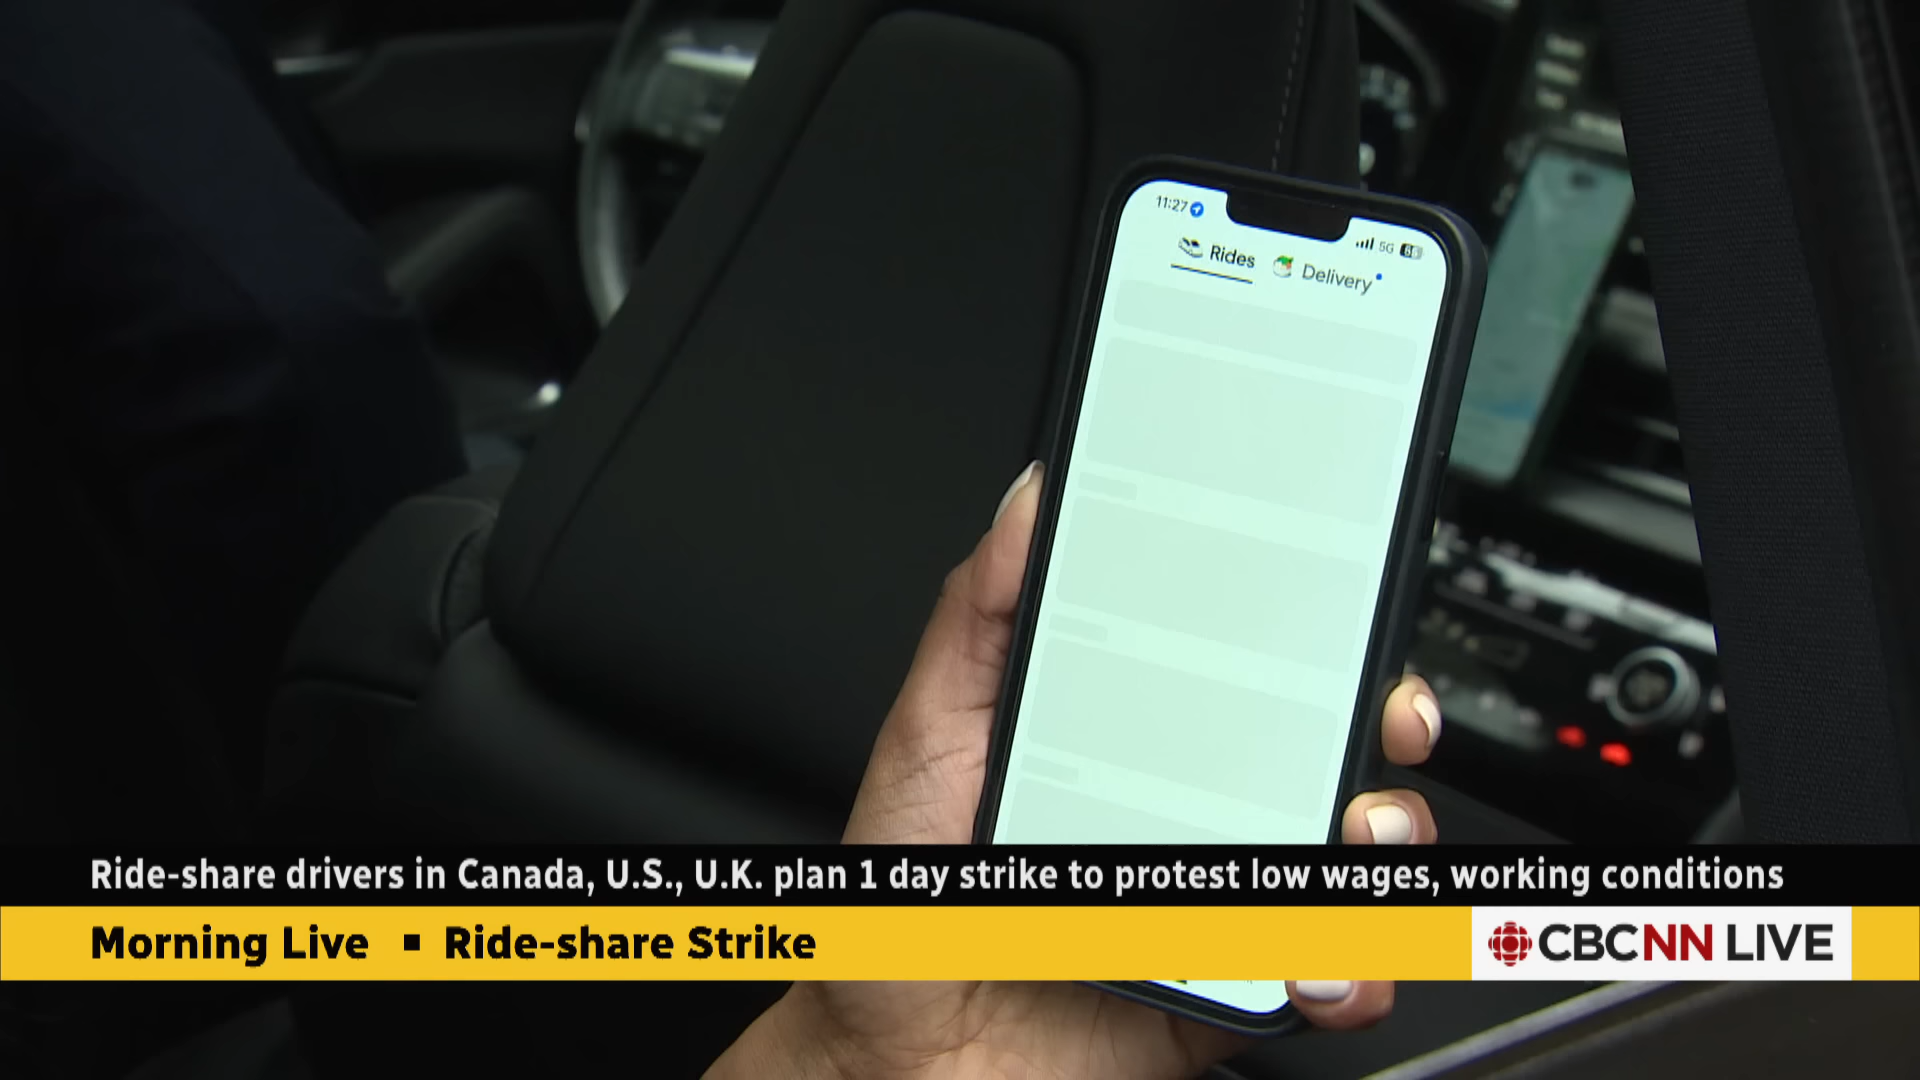 11:27
5G 66
Rides
Delivery
Ride-share drivers in Canada, U.S., U.K. plan 1 day strike to protest low wages, working conditions
Morning Live ▪ Ride-share Strike
CBCNN LIVE